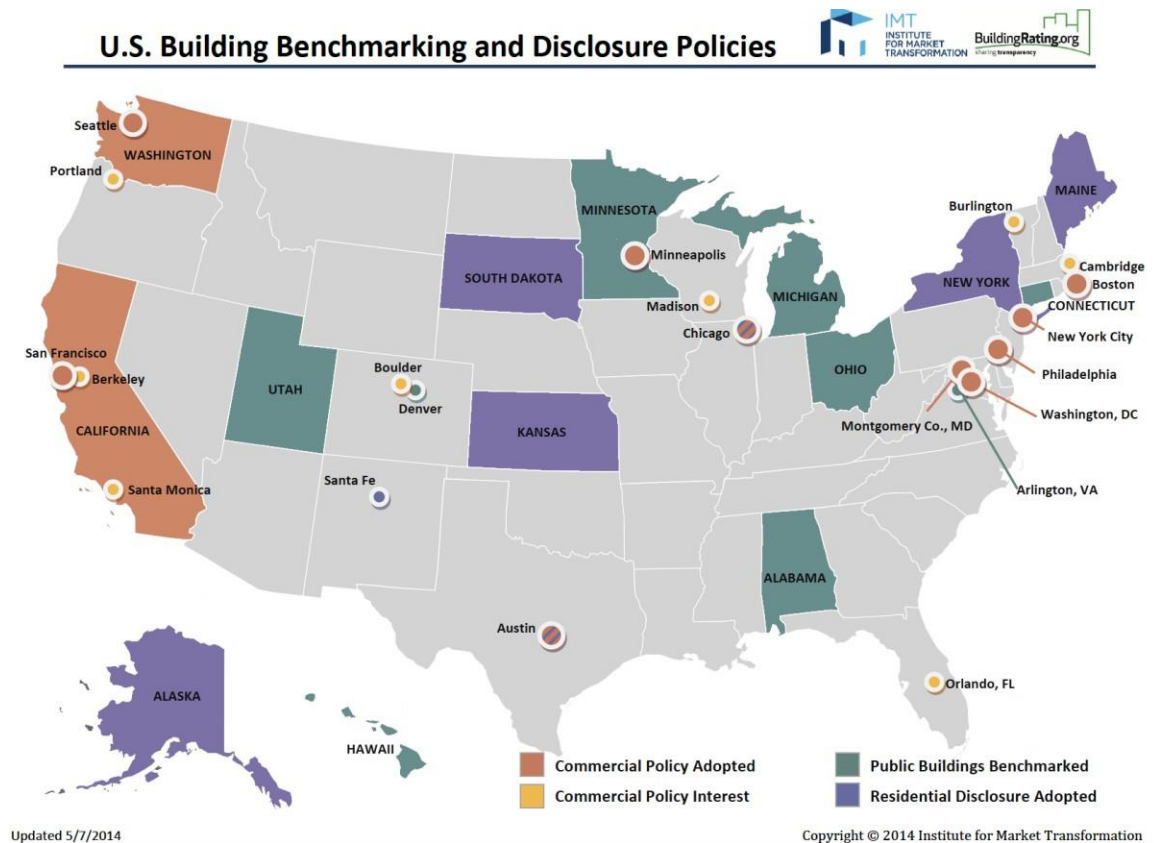 U.S. Building Benchmarking and Disclosure Policies
IMT
INSTITUTE
FOR MARKET
TRANSFORMATION
BuildingRating.org
sharing transparency
Seattle
WASHINGTON
Portland
MINNESOTA
Minneapolis
SOUTH DAKOTA
Madison
MICHIGAN
Chicago
Burlington
MAINE
Cambridge
Boston
NEW YORK
CONNECTICUT
New York City
Philadelphia
Washington, DC
Montgomery Co., MD
Arlington, VA
OHIO
San Francisco
Berkeley
CALIFORNIA
Santa Monica
UTAH
Boulder
Denver
KANSAS
Santa Fe
ALABAMA
Austin
Orlando, FL
ALASKA
HAWAII
Commercial Policy Adopted
Commercial Policy Interest
Public Buildings Benchmarked
Residential Disclosure Adopted
Updated 5/7/2014
Copyright © 2014 Institute for Market Transformation